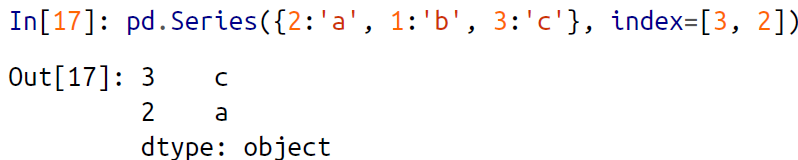 In[17]: pd.Series({2:'a', 1:'b', 3:'c'}, index=[3, 2])
Out[17]: 3    c
         2    a
         dtype: object